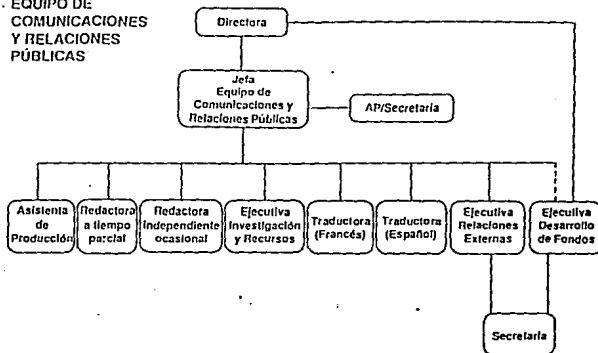 . EQUIPO DE
COMUNICACIONES
Y RELACIONES
PÚBLICAS
Directora
Jefa
Equipo de
Comunicaciones y
Relaciones Públicas
AP/Secretaria
Asistenta
de
Producción
Redactora
a tiempo
parcial
Redactora
independiente
ocasional
Ejecutiva
Investigación
y Recursos
Traductora
(Francés)
Traductora
(Español)
Ejecutiva
Relaciones
Externas
Ejecutiva
Desarrollo
de Fondos
Secretaria